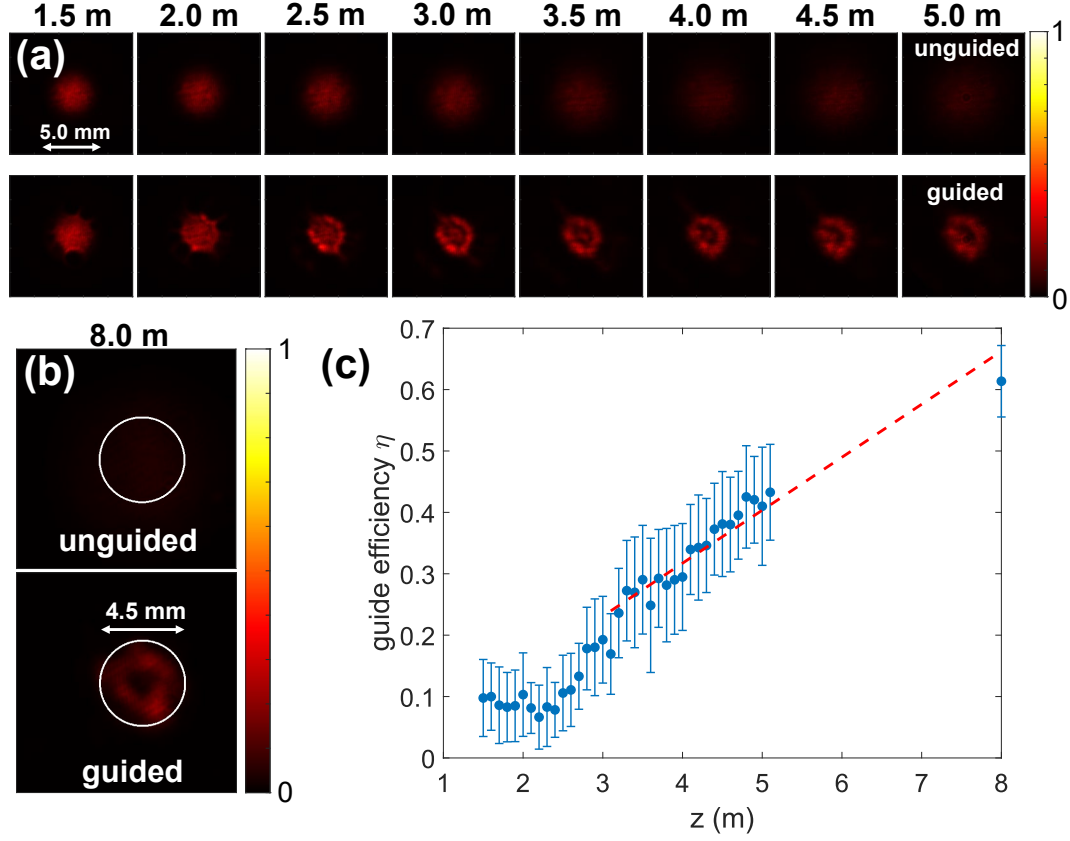 1.5 m 2.0 m 2.5 m 3.0 m 3.5 m 4.0 m 4.5 m 5.0 m
(a)
unguided
1
5.0 mm
guided
0
8.0 m
(b)
1
unguided
4.5 mm
guided
0
(c)
0.7
0.6
0.5
0.4
0.3
0.2
0.1
0
guide efficiency η
1 2 3 4 5 6 7 8
z (m)